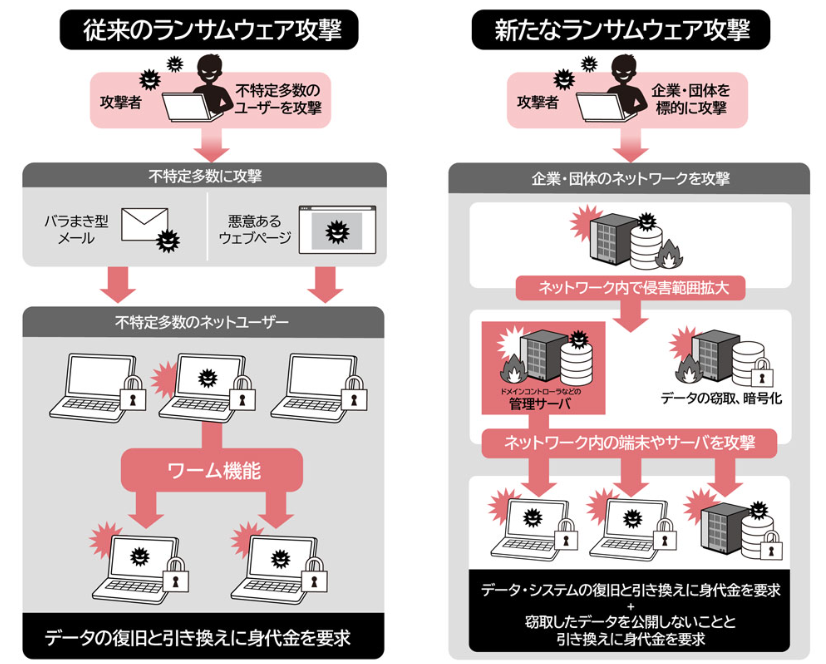 従来のランサムウェア攻撃
攻撃者
不特定多数の
ユーザーを攻撃
不特定多数に攻撃
バラまき型
メール
悪意ある
ウェブページ
不特定多数のネットユーザー
ワーム機能
データの復旧と引き換えに身代金を要求
新たなランサムウェア攻撃
攻撃者
企業・団体を
標的に攻撃
企業・団体のネットワークを攻撃
ネットワーク内で侵害範囲拡大
ドメインコントローラなどの
管理サーバ
データの窃取、暗号化
ネットワーク内の端末やサーバを攻撃
データ・システムの復旧と引き換えに身代金を要求
+
窃取したデータを公開しないことと
引き換えに身代金を要求